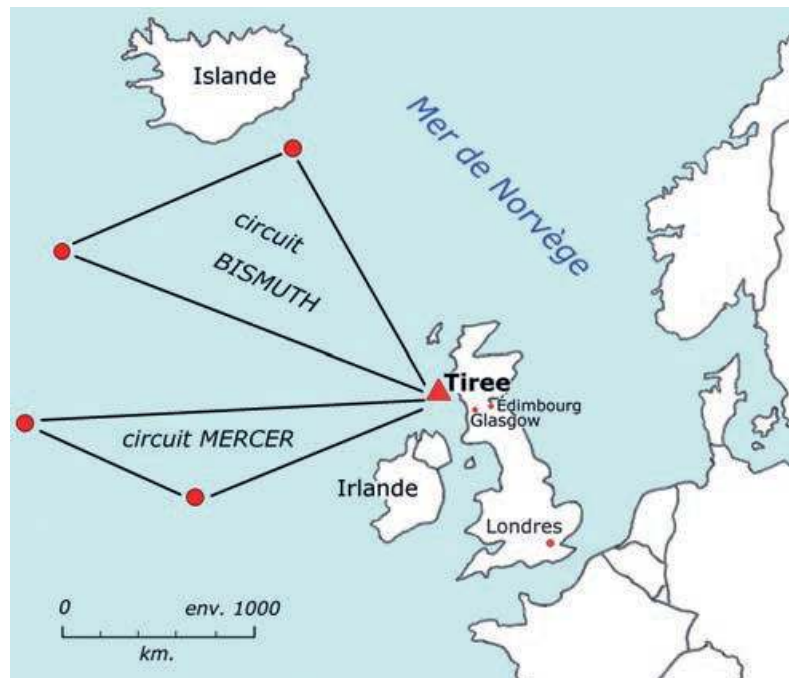 Islande
Mer de Norvège
circuit
BISMUTH
Tiree
Édimbourg
Glasgow
circuit MERCER
Irlande
Londres
0 env. 1000
km.